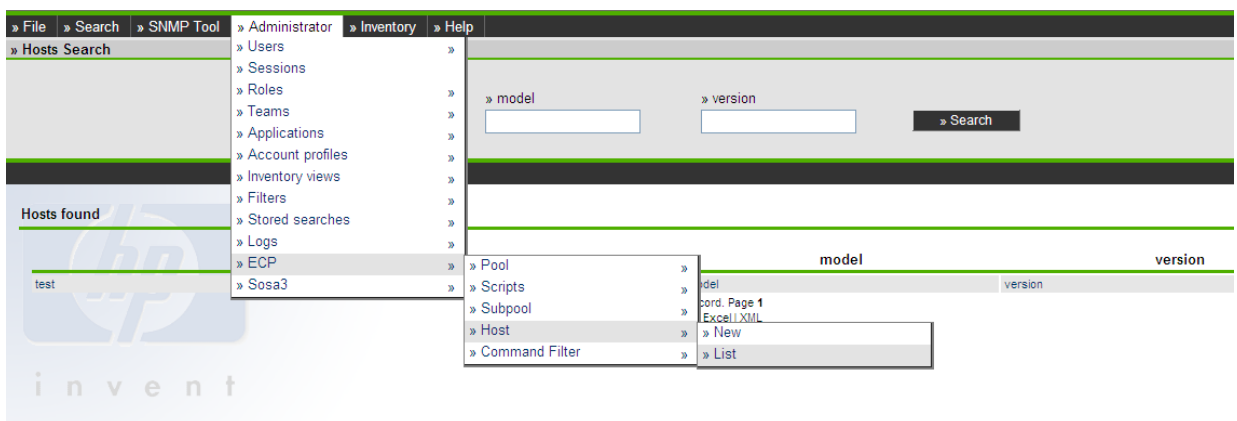 » File » Search » SNMP Tool » Administrator » Inventory » Help
» Hosts Search
» Users »
» Sessions
» Roles »
» Teams »
» Applications »
» Account profiles »
» Inventory views »
» Filters »
» Stored searches »
» Logs »
» ECP »
» Sosa3 »
» model
» version
» Search
Hosts found
hp
invent
model
version
test
version
» Pool »
» Scripts »
» Subpool »
» Host »
» Command Filter »
Page 1
Excel | XML
» New
» List